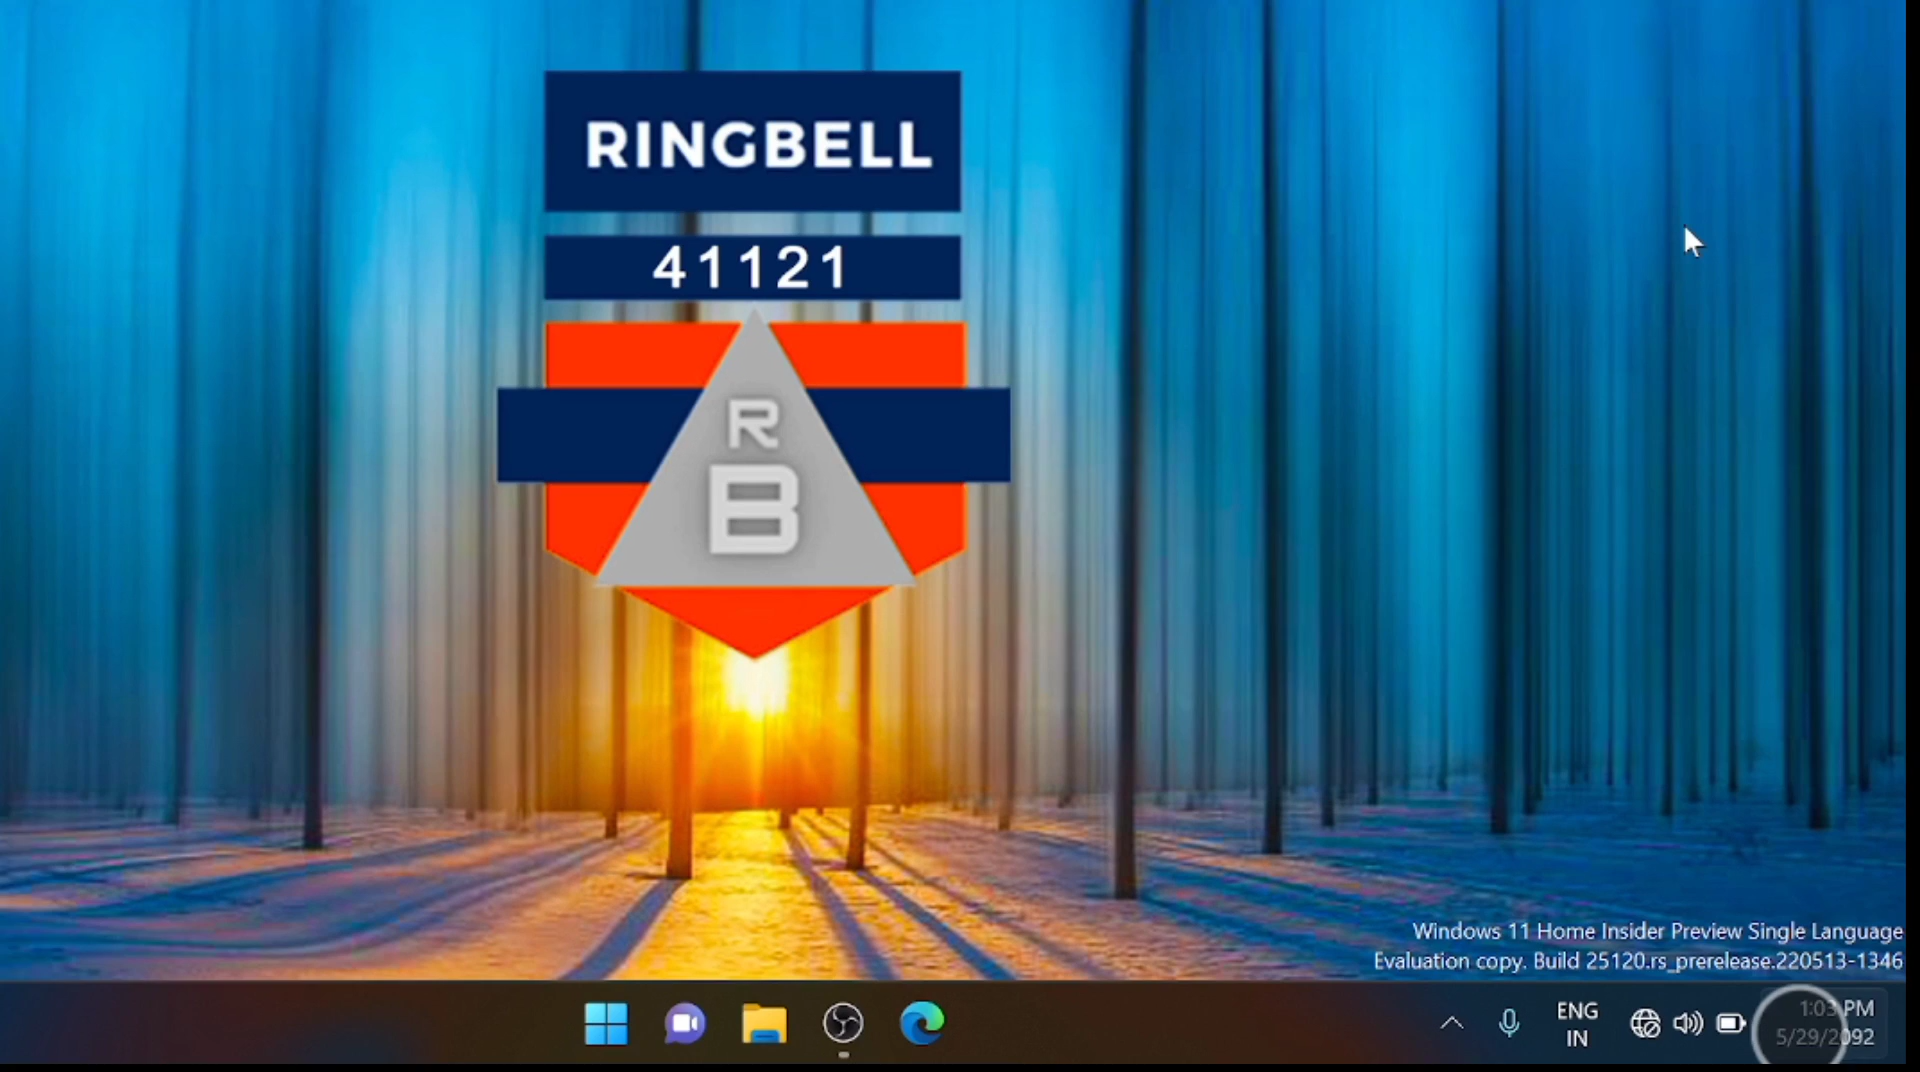 RINGBELL
41121
R
B
Windows 11 Home Insider Preview Single Language
Evaluation copy. Build 25120.rs_prerelease.220513-1346
ENG
IN
1:03 PM
5/29/2092